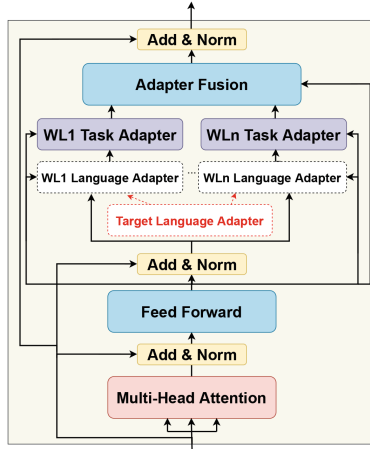 Add & Norm
Adapter Fusion
WL1 Task Adapter
WLn Task Adapter
WL1 Language Adapter
...
WLn Language Adapter
Target Language Adapter
Add & Norm
Feed Forward
Add & Norm
Multi-Head Attention